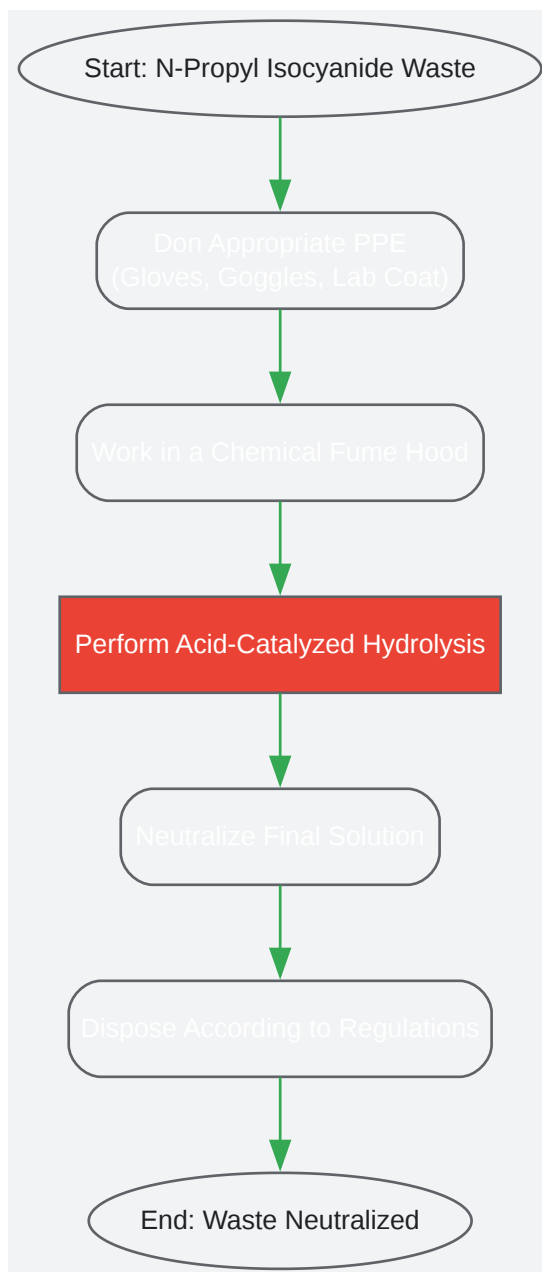 Start: N-Propyl Isocyanide Waste
Don Appropriate PPE
(Gloves, Goggles, Lab Coat)
Work in a Chemical Fume Hood
Perform Acid-Catalyzed Hydrolysis
Neutralize Final Solution
Dispose According to Regulations
End: Waste Neutralized